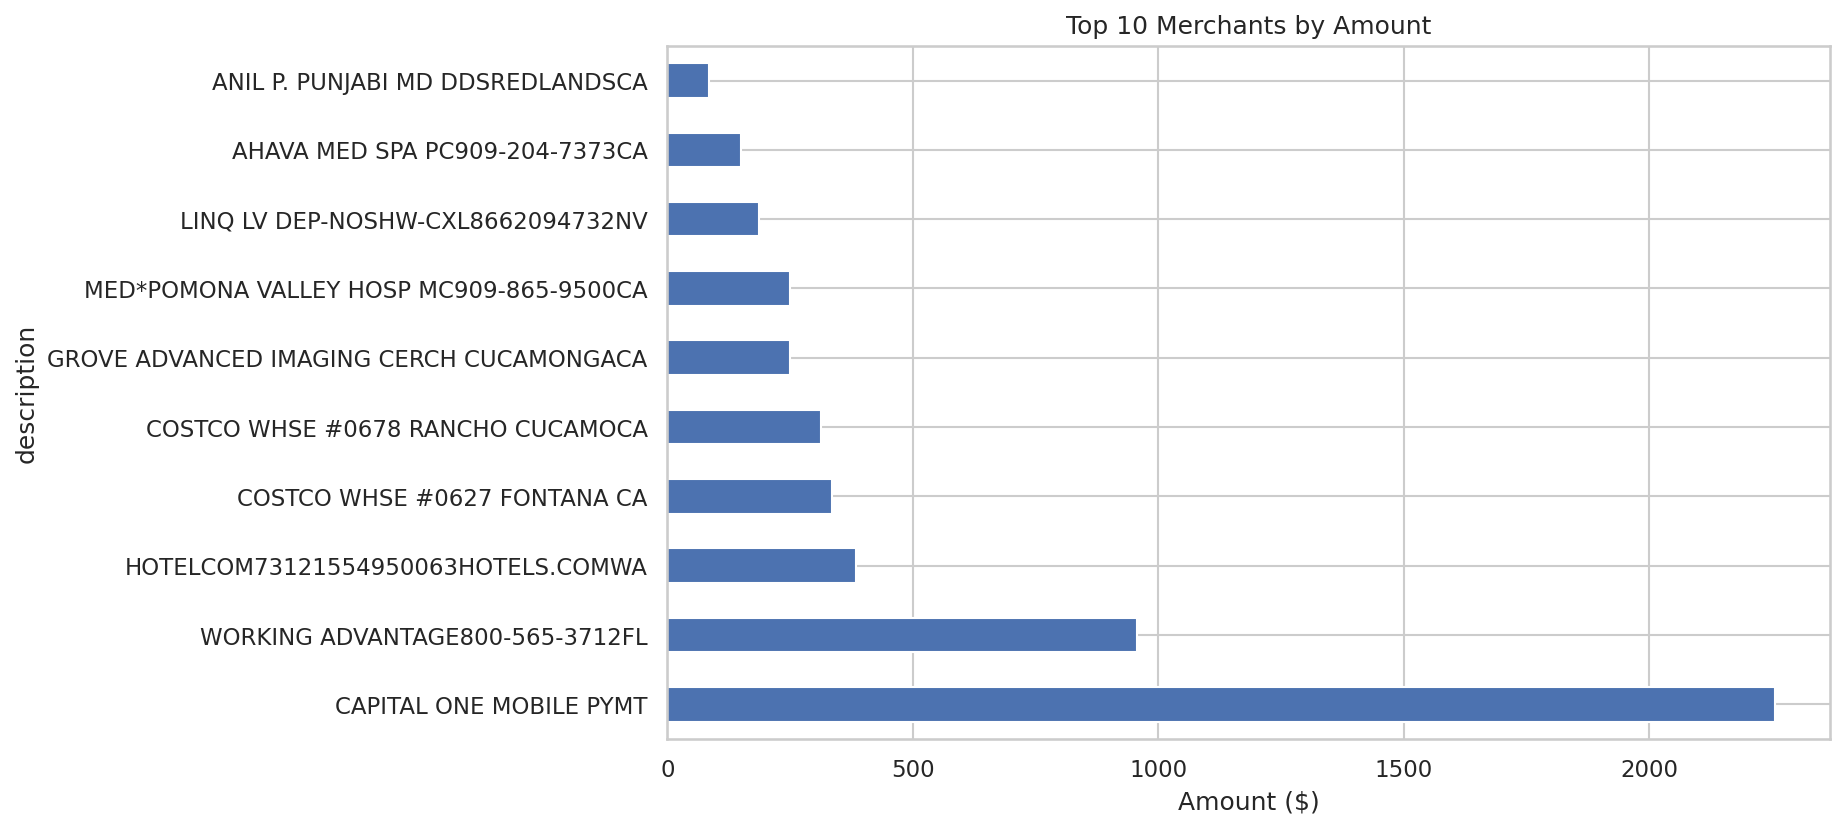 Top 10 Merchants by Amount
ANIL P. PUNJABI MD DDSREDLANDSCA
AHAVA MED SPA PC909-204-7373CA
LINQ LV DEP-NOSHW-CXL8662094732NV
MED*POMONA VALLEY HOSP MC909-865-9500CA
GROVE ADVANCED IMAGING CERCH CUCAMONGACA
COSTCO WHSE #0678 RANCHO CUCAMOCA
COSTCO WHSE #0627 FONTANA CA
HOTELCOM73121554950063HOTELS.COMWA
WORKING ADVANTAGE800-565-3712FL
CAPITAL ONE MOBILE PYMT
description
0 500 1000 1500 2000
Amount ($)